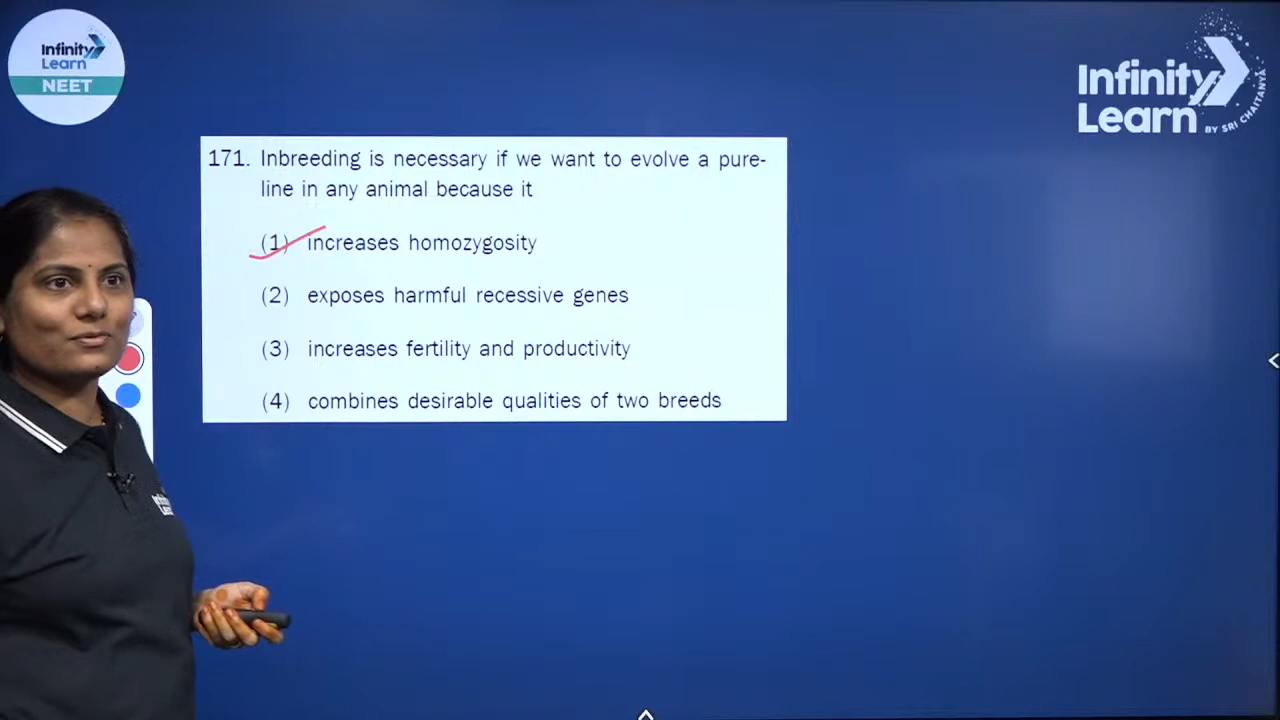 Infinity
Learn
NEET
Infinity
Learn
BY SRI CHAITANYA
171. Inbreeding is necessary if we want to evolve a pure-
line in any animal because it
(1) increases homozygosity
(2) exposes harmful recessive genes
(3) increases fertility and productivity
(4) combines desirable qualities of two breeds